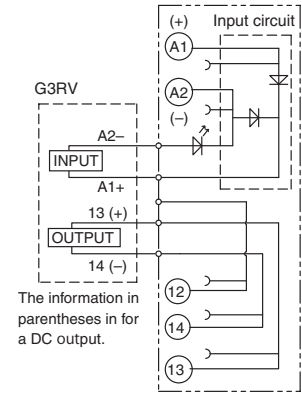 (+)
Input circuit
A1
G3RV
A2
(–)
A2–
INPUT
A1+
13 (+)
OUTPUT
14 (–)
12
14
13
The information in
parentheses in for
a DC output.